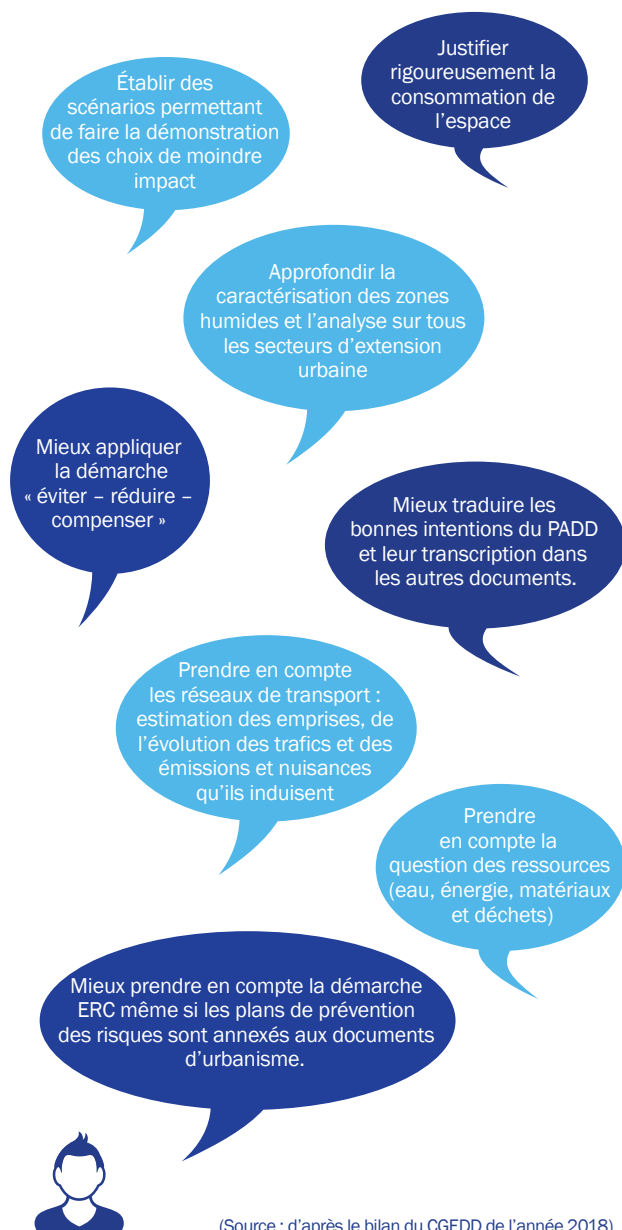 Établir des
scénarios permettant
de faire la démonstration
des choix de moindre
impact
Justifier
rigoureusement la
consommation de
l'espace
Approfondir la
caractérisation des zones
humides et l'analyse sur tous
les secteurs d'extension
urbaine
Mieux appliquer
la démarche
« éviter – réduire –
compenser »
Mieux traduire les
bonnes intentions du PADD
et leur transcription dans
les autres documents.
Prendre en compte
les réseaux de transport :
estimation des emprises, de
l'évolution des trafics et des
émissions et nuisances
qu'ils induisent
Prendre
en compte la
question des ressources
(eau, énergie, matériaux
et déchets)
Mieux prendre en compte la démarche
ERC même si les plans de prévention
des risques sont annexés aux documents
d'urbanisme.
(Source : d'après le bilan du CGEDD de l'année 2018)